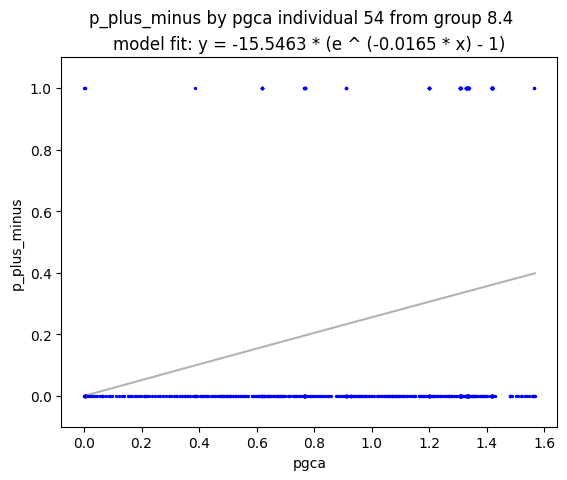 p_plus_minus by pgca individual 54 from group 8.4
model fit: y = -15.5463 * (e ^ (-0.0165 * x) - 1)
1.0
0.8
0.6
0.4
0.2
0.0
p_plus_minus
0.0 0.2 0.4 0.6 0.8 1.0 1.2 1.4 1.6
pgca